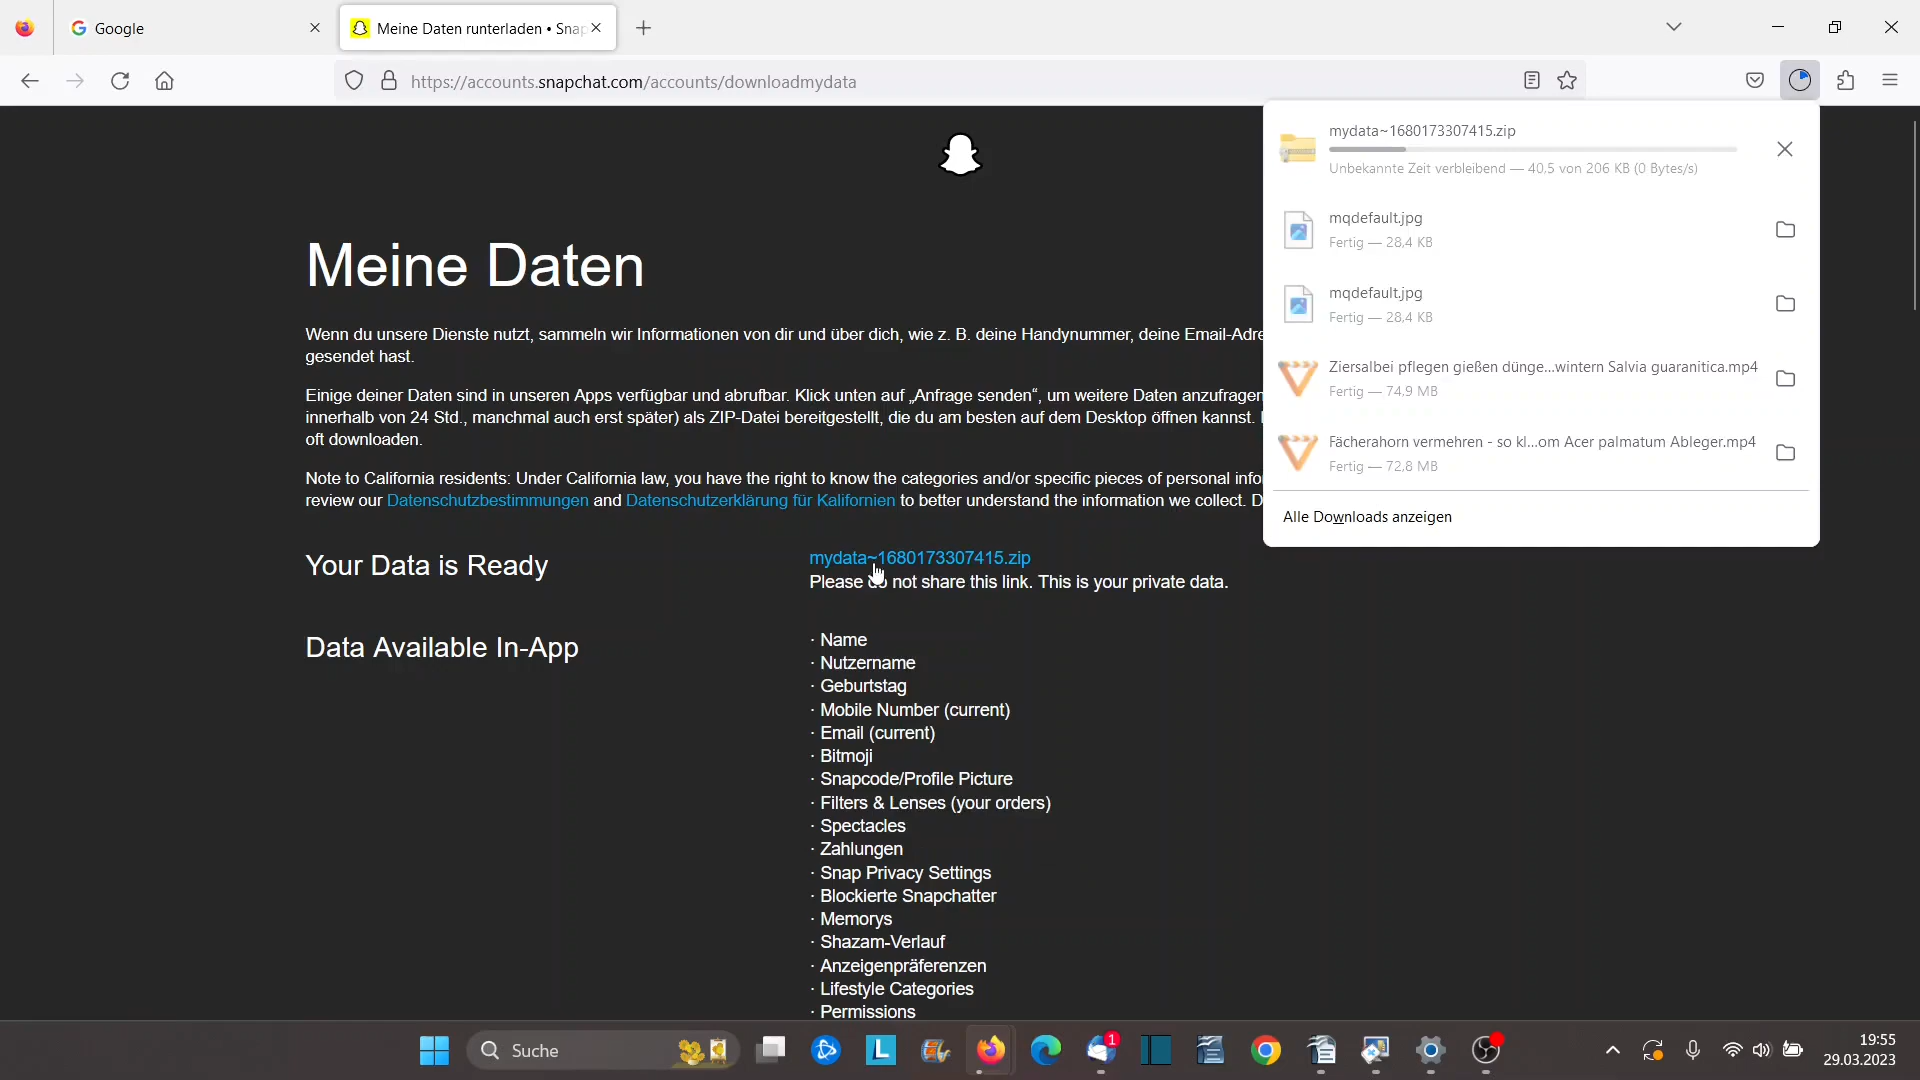 Google
Meine Daten runterladen • Snap
https://accounts.snapchat.com/accounts/downloadmydata
mydata~1680173307415.zip
Unbekannte Zeit verbleibend — 40,5 von 206 KB (0 Bytes/s)
mqdefault.jpg
Fertig — 28,4 KB
mqdefault.jpg
Fertig — 28,4 KB
Ziersalbei pflegen gießen dünge...wintern Salvia guaranitica.mp4
Fertig — 74,9 MB
Fächerahorn vermehren - so kl...om Acer palmatum Ableger.mp4
Fertig — 72,8 MB
Alle Downloads anzeigen
Meine Daten
Wenn du unsere Dienste nutzt, sammeln wir Informationen von dir und über dich, wie z. B. deine Handynummer, deine Email-Adre
gesendet hast.
Einige deiner Daten sind in unseren Apps verfügbar und abrufbar. Klick unten auf „Anfrage senden“, um weitere Daten anzufragen
innerhalb von 24 Std., manchmal auch erst später) als ZIP-Datei bereitgestellt, die du am besten auf dem Desktop öffnen kannst.
oft downloaden.
Note to California residents: Under California law, you have the right to know the categories and/or specific pieces of personal info
review our Datenschutzbestimmungen and Datenschutzerklärung für Kalifornien to better understand the information we collect. D
Your Data is Ready
mydata~1680173307415.zip
Please do not share this link. This is your private data.
Data Available In-App
· Name
· Nutzername
· Geburtstag
· Mobile Number (current)
· Email (current)
· Bitmoji
· Snapcode/Profile Picture
· Filters & Lenses (your orders)
· Spectacles
· Zahlungen
· Snap Privacy Settings
· Blockierte Snapchatter
· Memorys
· Shazam-Verlauf
· Anzeigenpräferenzen
· Lifestyle Categories
· Permissions
Suche
L
1
19:55
29.03.2023